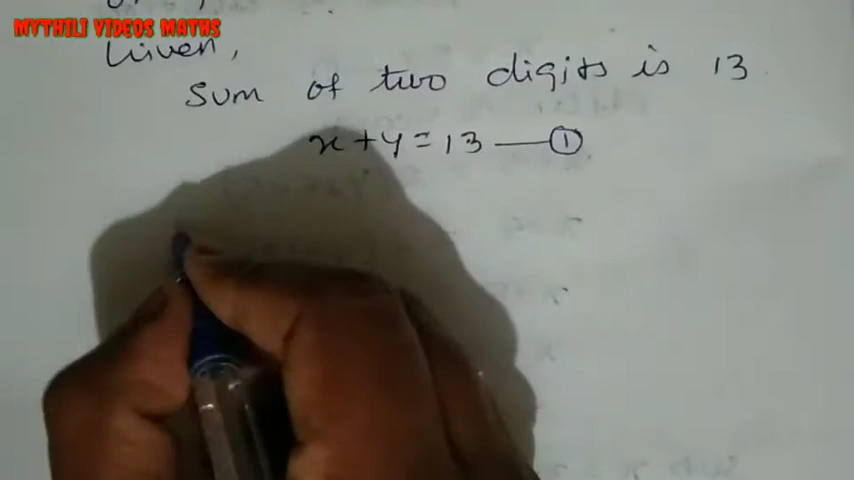 MYTHILI VIDEOS MATHS
Given,
Sum of two digits is 13
x+y=13 — ①